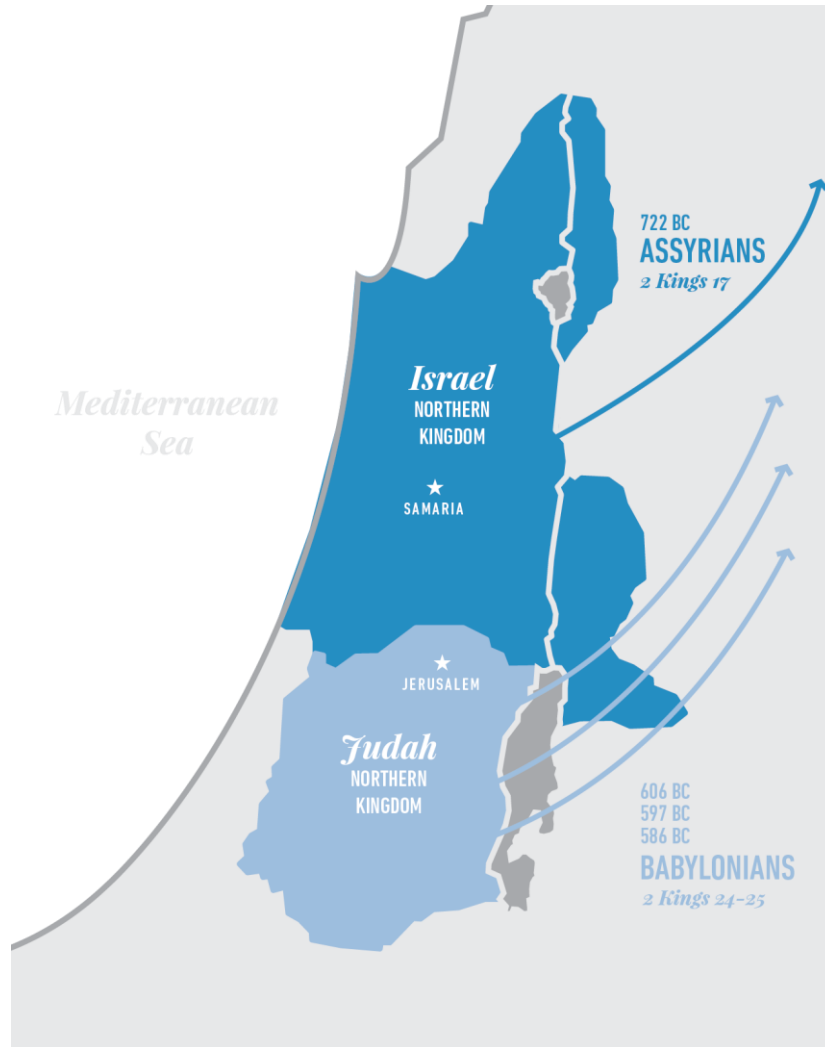 722 BC
ASSYRIANS
2 Kings 17
Mediterranean
Sea
Israel
NORTHERN
KINGDOM
SAMARIA
JERUSALEM
Judah
NORTHERN
KINGDOM
606 BC
597 BC
586 BC
BABYLONIANS
2 Kings 24-25